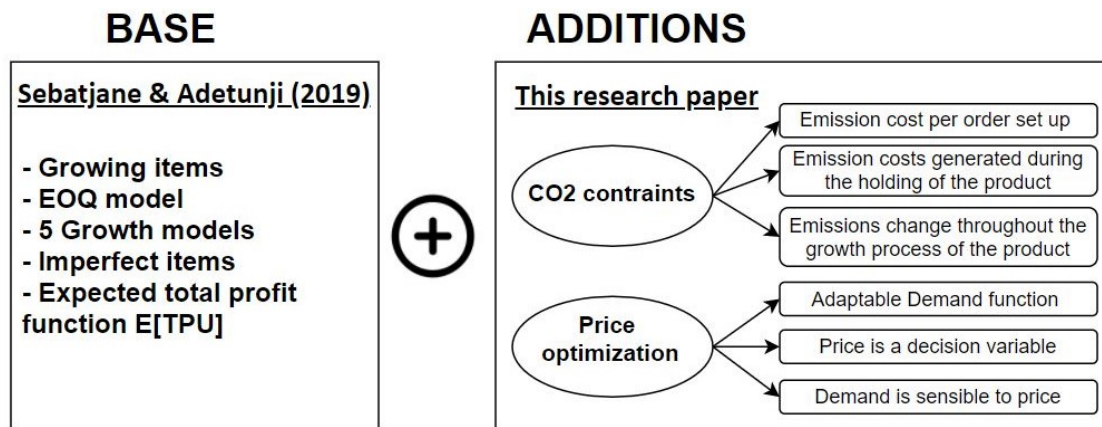 BASE
Sebatjane & Adetunji (2019)
- Growing items
- EOQ model
- 5 Growth models
- Imperfect items
- Expected total profit
function E[TPU]
ADDITIONS
This research paper
CO2 contraints
Emission cost per order set up
Emission costs generated during
the holding of the product
Emissions change throughout the
growth process of the product
Price
optimization
Adaptable Demand function
Price is a decision variable
Demand is sensible to price